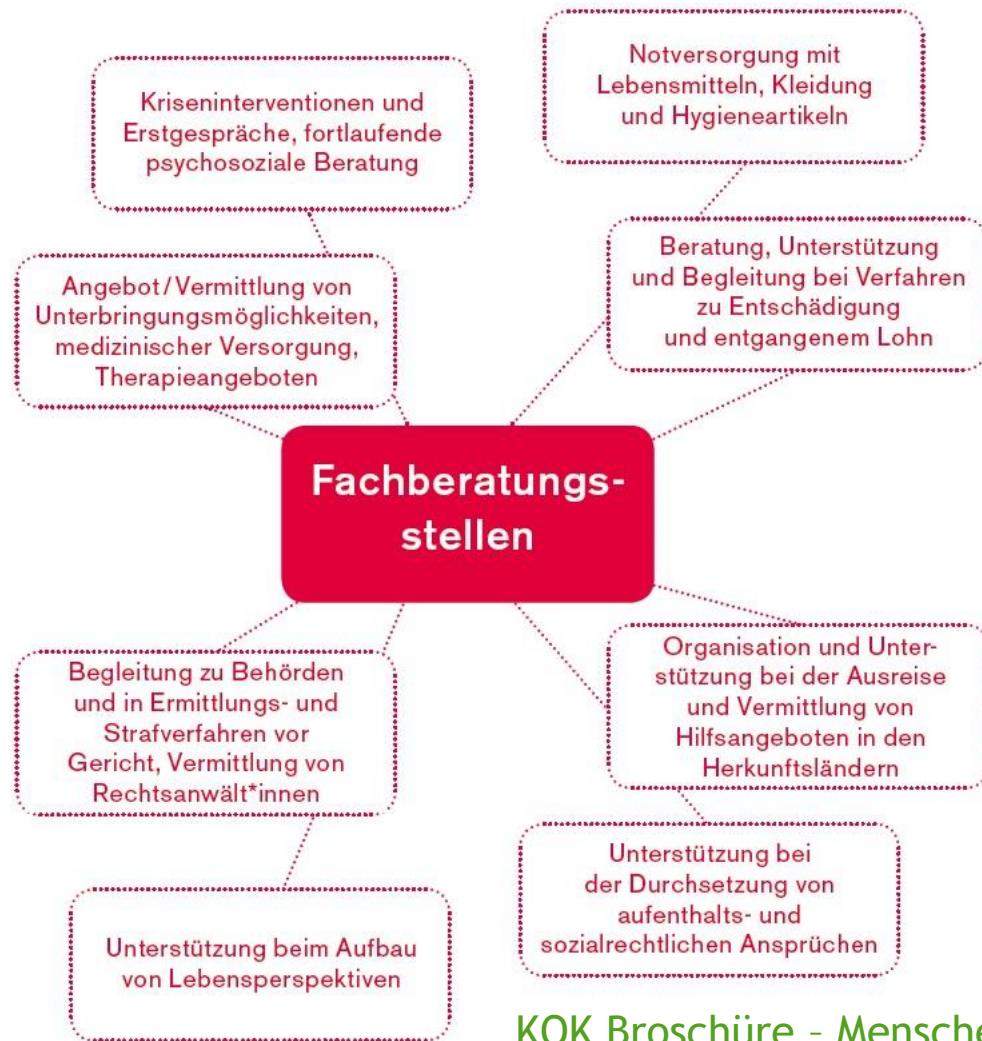 Kriseninterventionen und
Erstgespräche, fortlaufende
psychosoziale Beratung
Notversorgung mit
Lebensmitteln, Kleidung
und Hygieneartikeln
Angebot/Vermittlung von
Unterbringungsmöglichkeiten,
medizinischer Versorgung,
Therapieangeboten
Beratung, Unterstützung
und Begleitung bei Verfahren
zu Entschädigung
und entgangenem Lohn
Fachberatungs-
stellen
Begleitung zu Behörden
und in Ermittlungs- und
Strafverfahren vor
Gericht, Vermittlung von
Rechtsanwält*innen
Organisation und Unter-
stützung bei der Ausreise
und Vermittlung von
Hilfsangeboten in den
Herkunftsländern
Unterstützung beim Aufbau
von Lebensperspektiven
Unterstützung bei
der Durchsetzung von
aufenthalts- und
sozialrechtlichen Ansprüchen
KOK Broschüre - Mensche